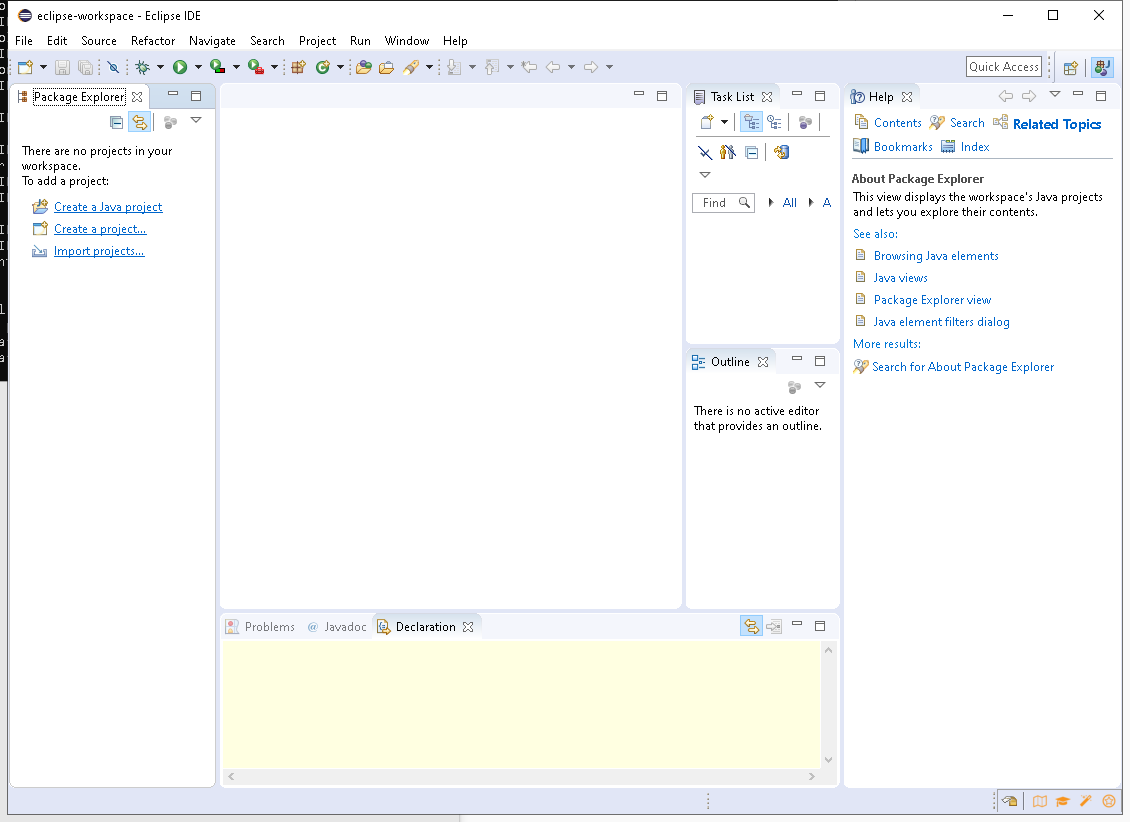 eclipse-workspace - Eclipse IDE
File Edit Source Refactor Navigate Search Project Run Window Help
Quick Access
Package Explorer
There are no projects in your
workspace.
To add a project:
Create a Java project
Create a project...
Import projects...
Task List
Find All A
Outline
There is no active editor
that provides an outline.
Problems @ Javadoc Declaration
Help
Contents Search Related Topics
Bookmarks Index
About Package Explorer
This view displays the workspace's Java projects
and lets you explore their contents.
See also:
Browsing Java elements
Java views
Package Explorer view
Java element filters dialog
More results:
Search for About Package Explorer